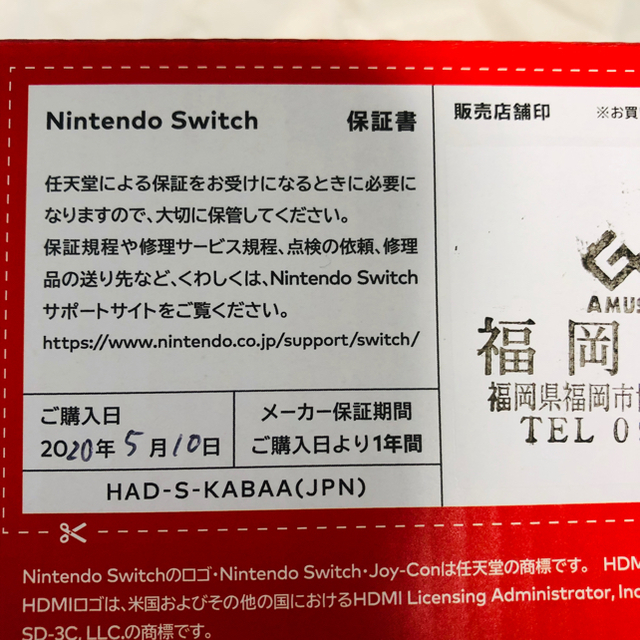 Nintendo Switch 保証書
任天堂による保証をお受けになるときに必要に
なりますので、大切に保管してください。
保証規程や修理サービス規程、点検の依頼、修理
品の送り先など、くわしくは、Nintendo Switch
サポートサイトをご覧ください。
https://www.nintendo.co.jp/support/switch/
ご購入日
2020年5月10日
メーカー保証期間
ご購入日より1年間
HAD-S-KABAA(JPN)
販売店舗印 ※お買
AMUS
福岡
福岡県福岡市
TEL 09
Nintendo Switchのロゴ・Nintendo Switch・Joy-Conは任天堂の商標です。 HDM
HDMIロゴは、米国およびその他の国におけるHDMI Licensing Administrator, Inc
SD-3C, LLC.の商標です。